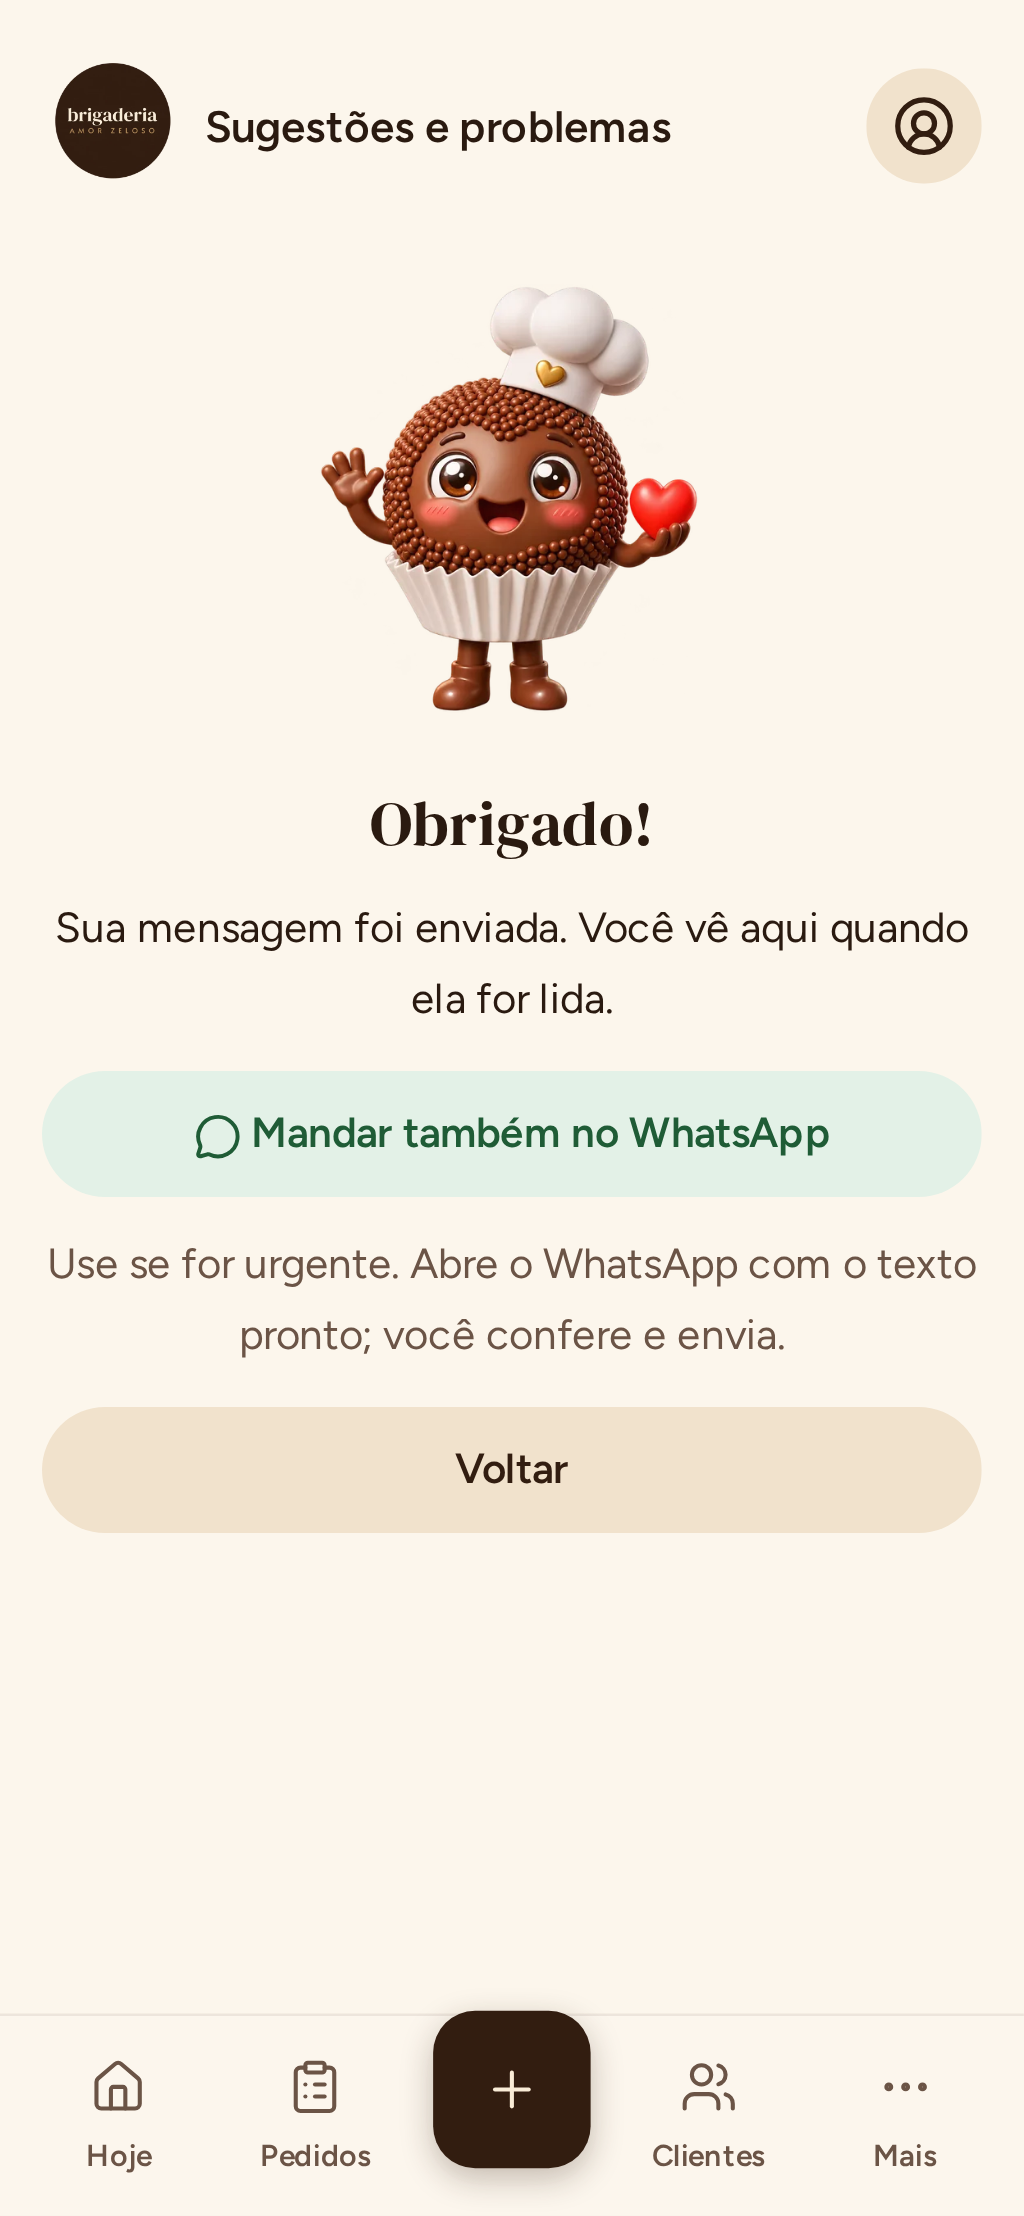 brigaderia
AMOR ZELOSO
Sugestões e problemas
Obrigado!
Sua mensagem foi enviada. Você vê aqui quando
ela for lida.
Mandar também no WhatsApp
Use se for urgente. Abre o WhatsApp com o texto
pronto; você confere e envia.
Voltar
Hoje
Pedidos
Clientes
Mais